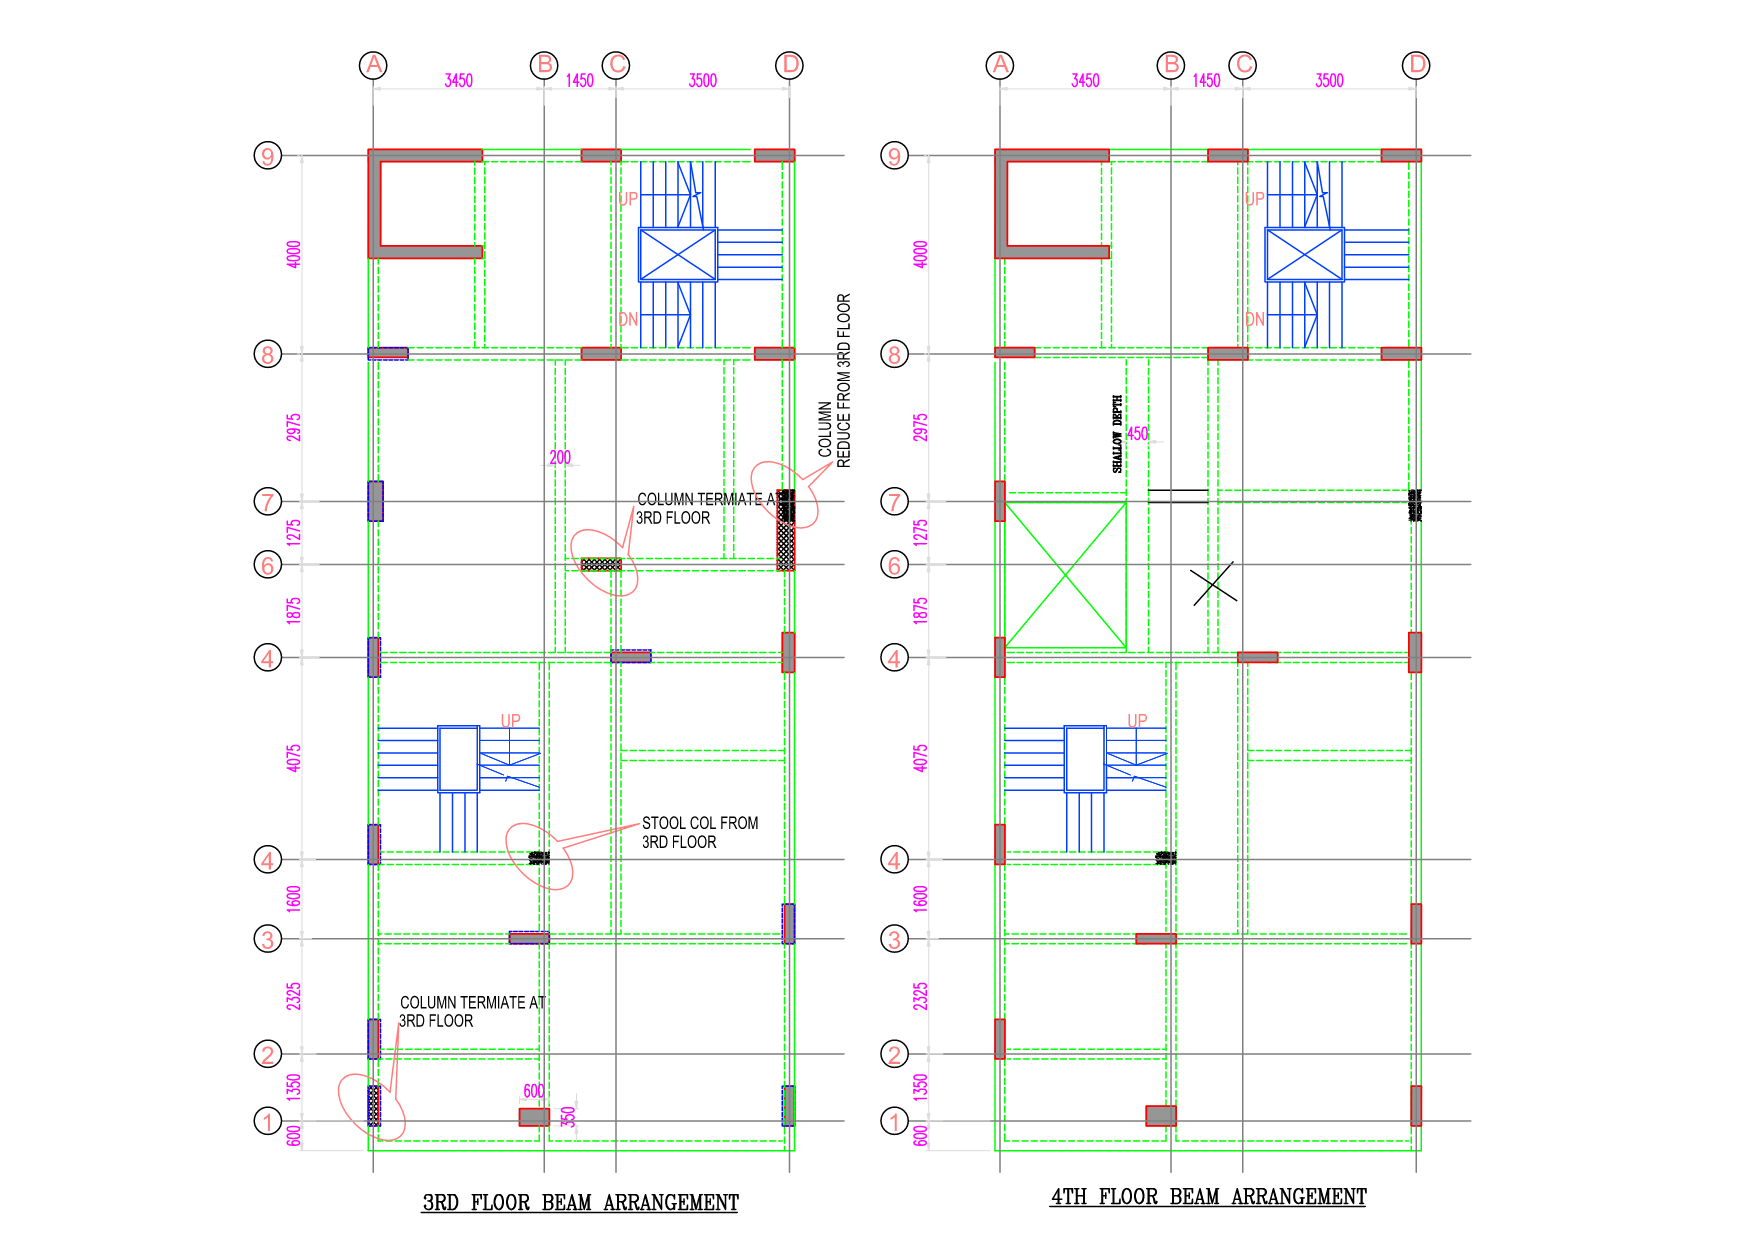 A B C D
3450 1450 3500
A B C D
3450 1450 3500
9
UP
4000
DN
8
COLUMN
REDUCE FROM 3RD FLOOR
2975
200
COLUMN TERMIATE AT
3RD FLOOR
7
1275
6
1875
4
UP
4075
STOOL COL FROM
3RD FLOOR
4
1600
3
2325
COLUMN TERMIATE AT
3RD FLOOR
2
1350
600
350
1
600
3RD FLOOR BEAM ARRANGEMENT
9
UP
4000
DN
8
SHALLOW DEPTH
450
2975
7
1275
6
1875
4
UP
4075
4
1600
3
2325
2
1350
1
600
4TH FLOOR BEAM ARRANGEMENT